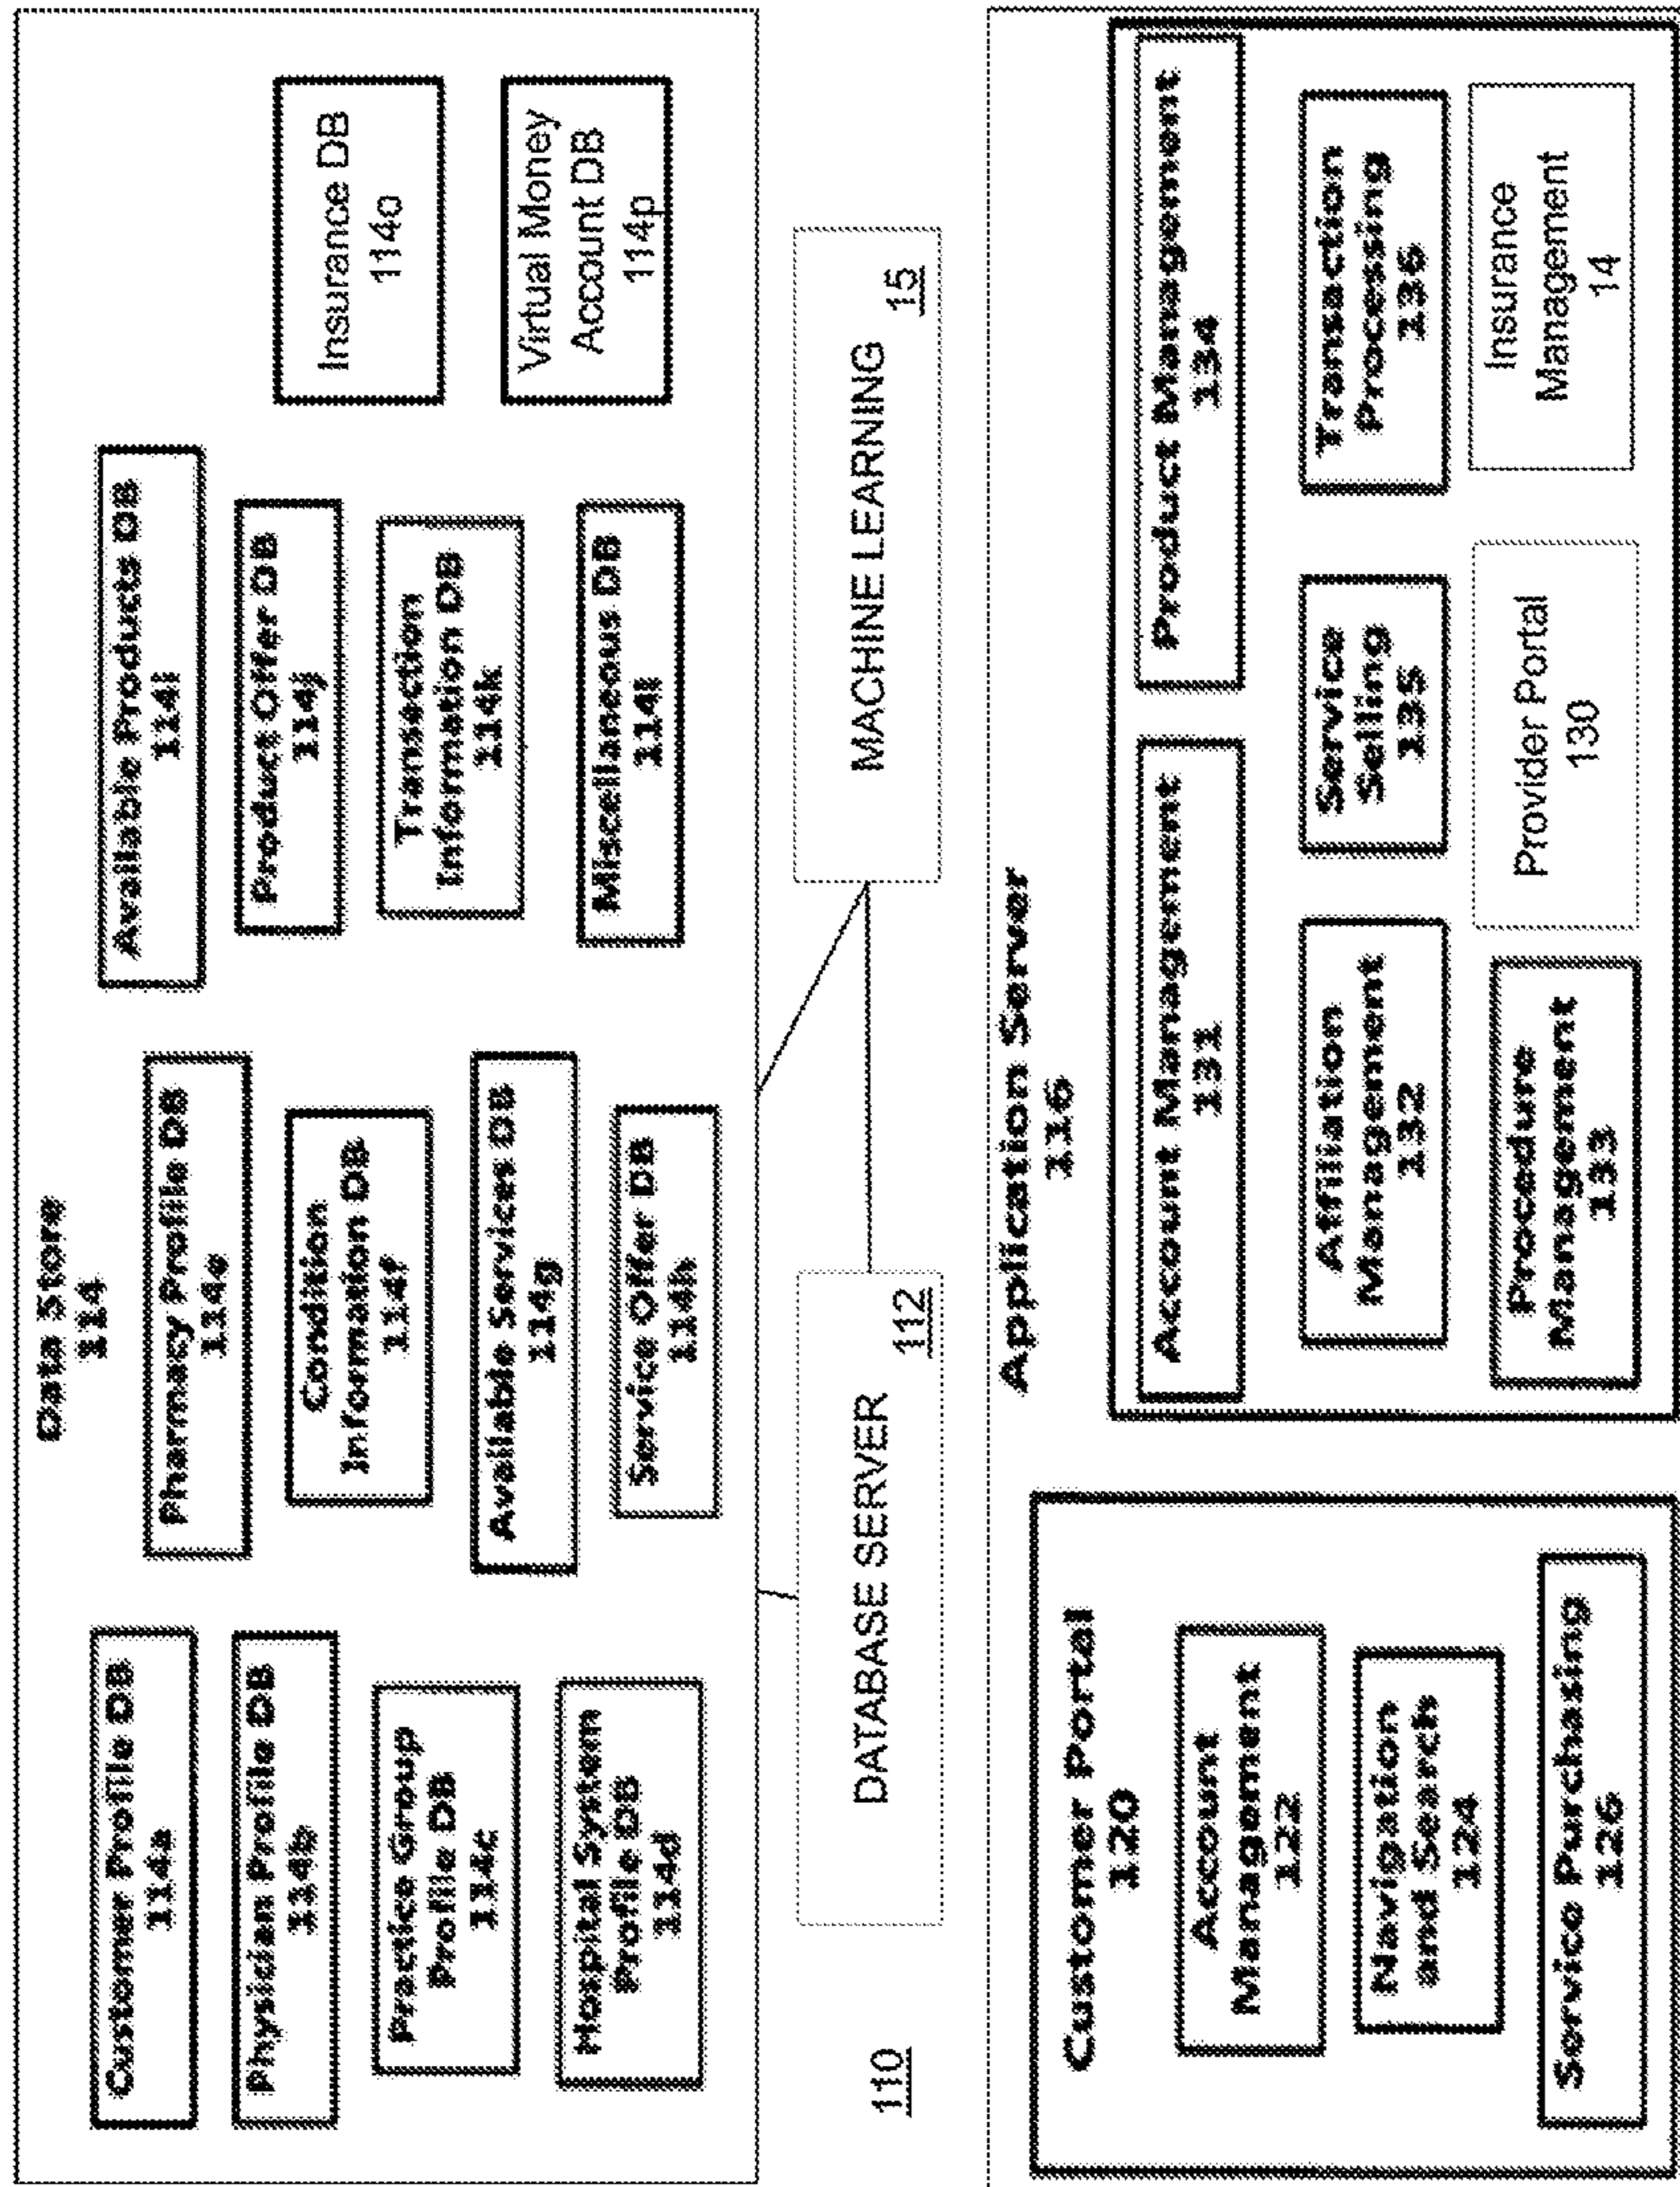 Data Store
114
Customer Profile DB
114a
Physician Profile DB
114b
Practice Group
Profile DB
114c
Hospital System
Profile DB
114d
Pharmacy Profile DB
114e
Condition
Information DB
114f
Available Services DB
114g
Service Offer DB
114h
Available Products DB
114i
Product Offer DB
114j
Transection
Information DB
114k
Miscellaneous DB
114l
Insurance DB
114o
Virtual Money
Account DB
114p
110
DATABASE SERVER
112
MACHINE LEARNING
15
Application Server
116
Customer Portal
120
Account
Management
122
Navigation
and Search
124
Service Purchasing
126
Account Management
131
Product Management
134
Affiliation
Management
132
Service
Selling
135
Transaction
Processing
136
Procedure
Management
133
Provider Portal
130
Insurance
Management
14